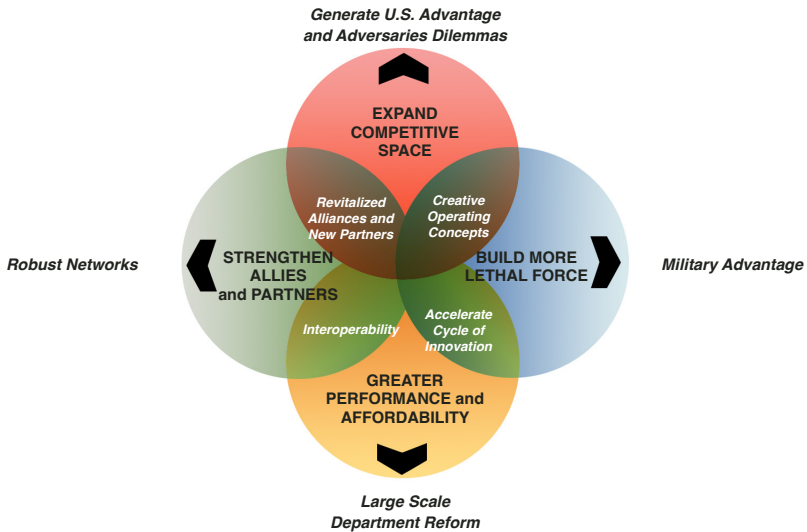 Generate U.S. Advantage
and Adversaries Dilemmas
EXPAND
COMPETITIVE
SPACE
Revitalized
Alliances and
New Partners
Creative
Operating
Concepts
Robust Networks
STRENGTHEN
ALLIES
and PARTNERS
BUILD MORE
LETHAL FORCE
Military Advantage
Interoperability
Accelerate
Cycle of
Innovation
GREATER
PERFORMANCE and
AFFORDABILITY
Large Scale
Department Reform